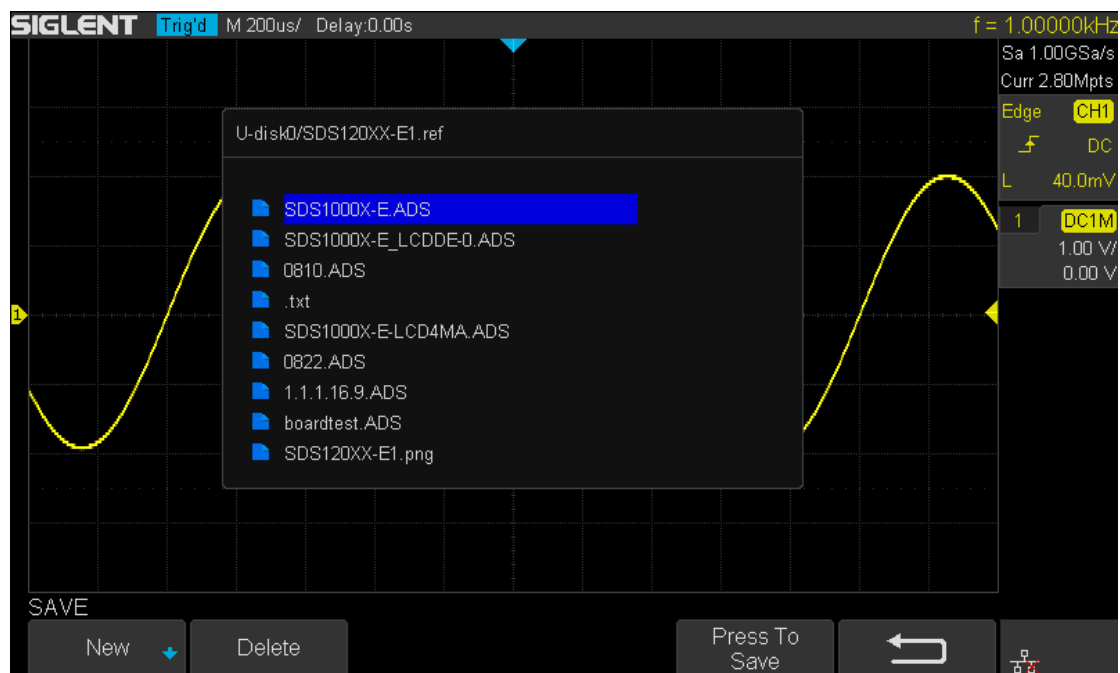 SIGLENT Trig'd M 200us/ Delay:0.00s f = 1.00000kHz
Sa 1.00GSa/s
Curr 2.80Mpts
Edge CH1
DC
L 40.0mV
1 DC1M
1.00 V/
0.00 V
U-disk0/SDS120XX-E1.ref
SDS1000X-E.ADS
SDS1000X-E_LCDDE-0.ADS
0810.ADS
.txt
SDS1000X-E-LCD4MA.ADS
0822.ADS
1.1.1.16.9.ADS
boardtest.ADS
SDS120XX-E1.png
1
SAVE
New Delete Press To
Save